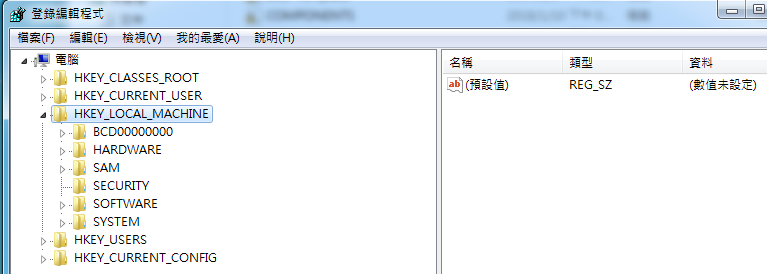 COMPONENTS
登錄編輯程式
檔案(F) 編輯(E) 檢視(V) 我的最愛(A) 說明(H)
電腦
HKEY_CLASSES_ROOT
HKEY_CURRENT_USER
HKEY_LOCAL_MACHINE
BCD00000000
HARDWARE
SAM
SECURITY
SOFTWARE
SYSTEM
HKEY_USERS
HKEY_CURRENT_CONFIG
名稱 類型 資料
ab (預設值) REG_SZ (數值未設定)